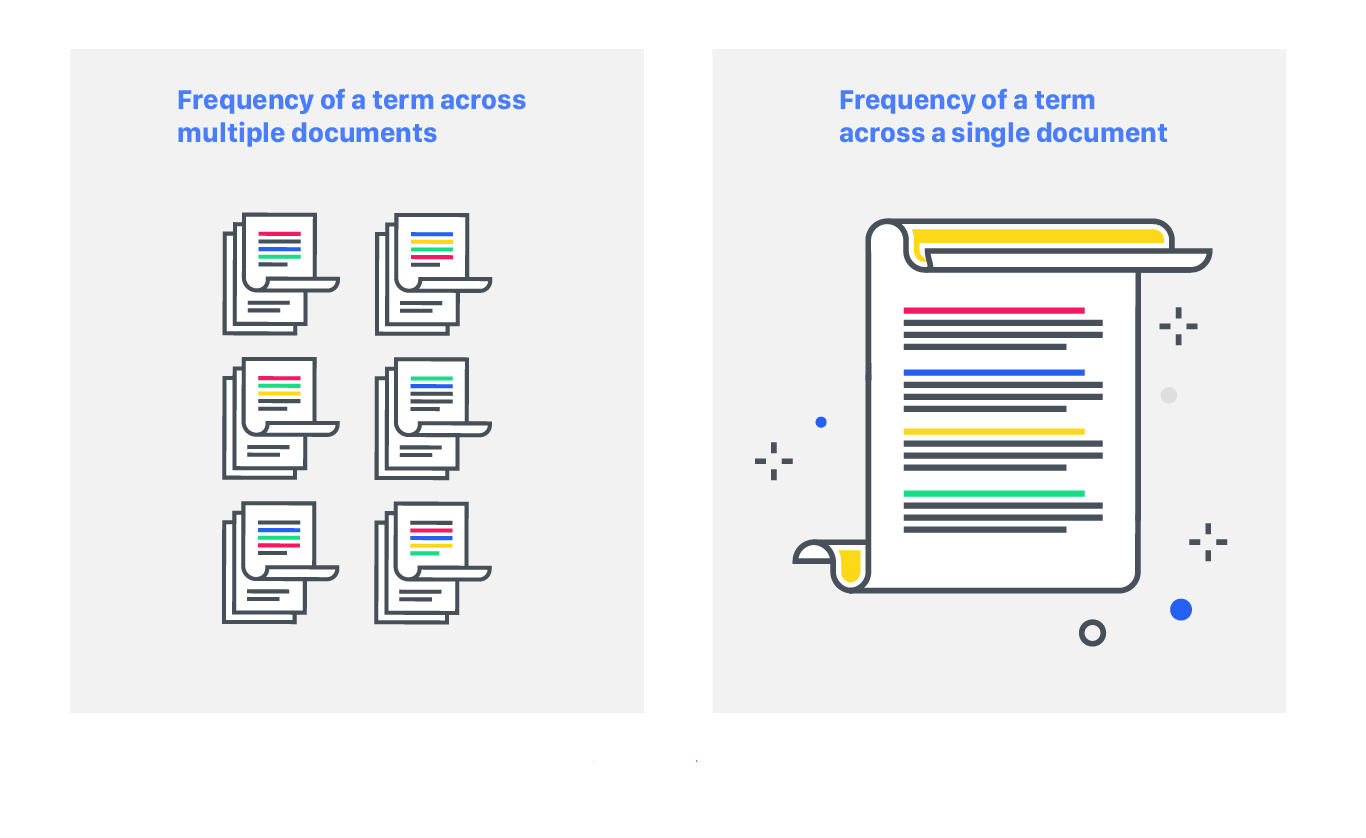 Frequency of a term across
multiple documents
Frequency of a term
across a single document